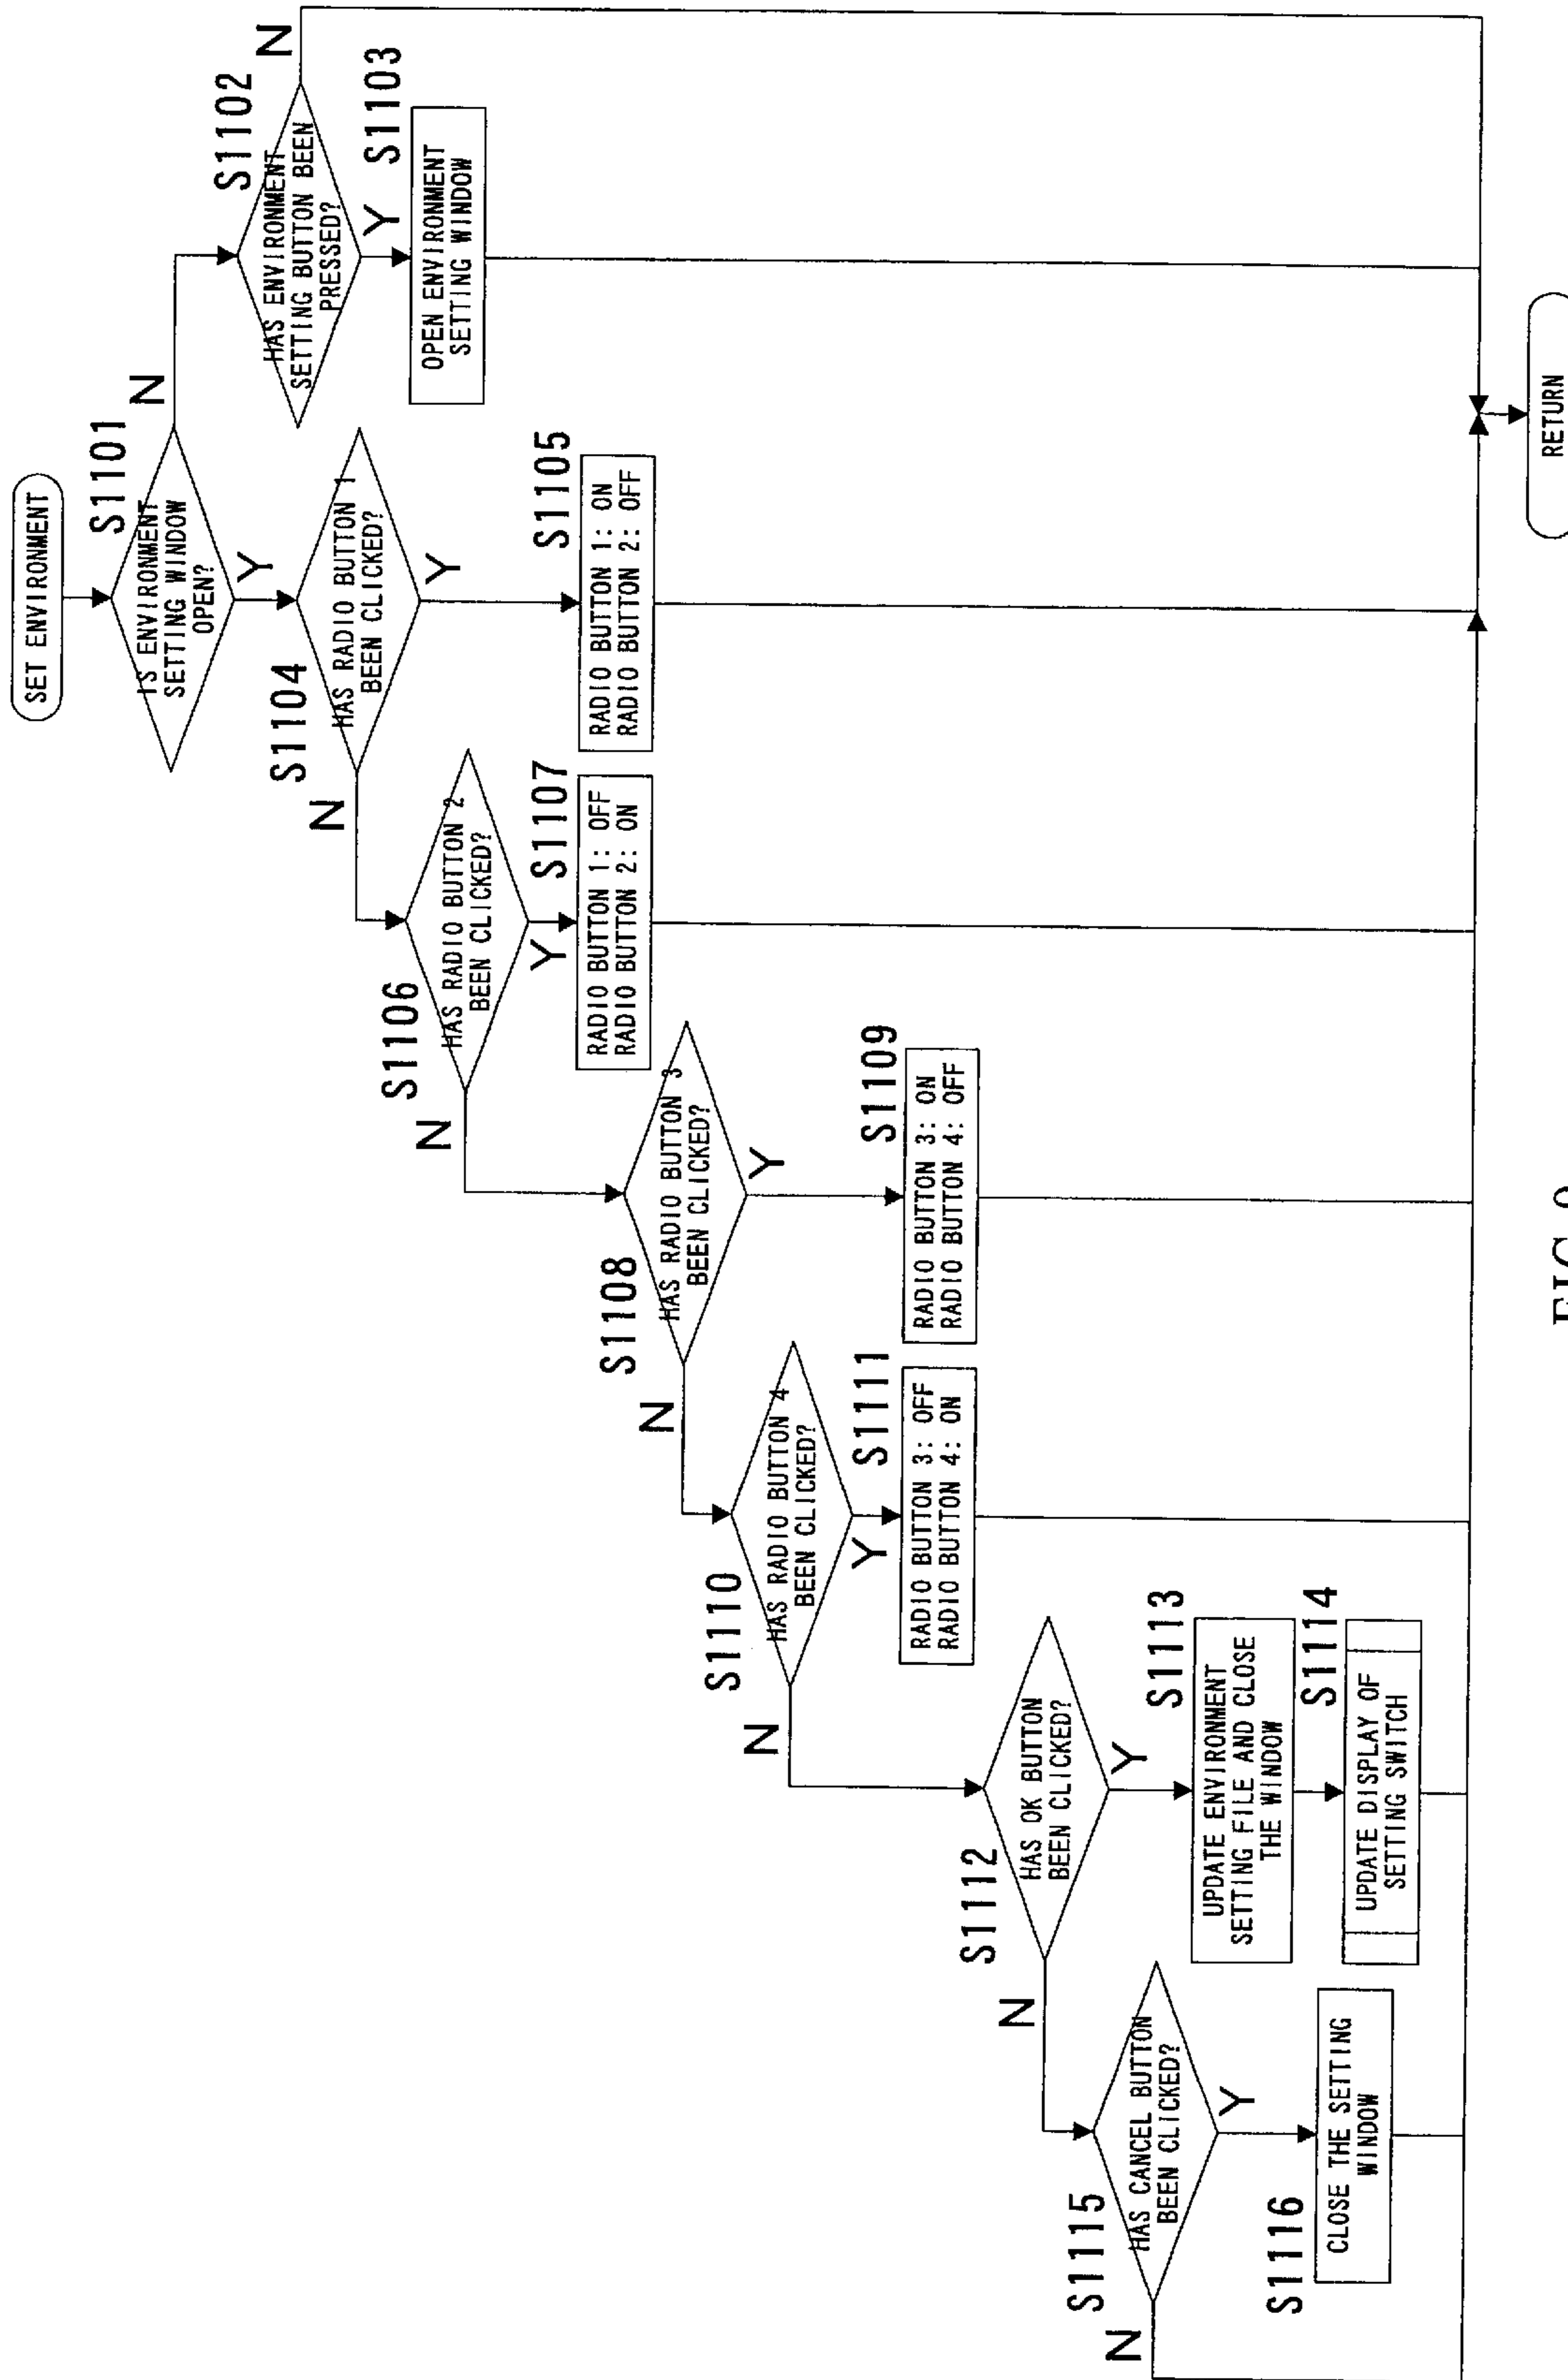 SET ENVIRONMENT
S1101
IS ENVIRONMENT
SETTING WINDOW
OPEN?
N
Y
S1102
HAS ENVIRONMENT
SETTING BUTTON BEEN
PRESSED?
N
Y
S1103
OPEN ENVIRONMENT
SETTING WINDOW
S1104
HAS RADIO BUTTON 1
BEEN CLICKED?
N
Y
S1105
RADIO BUTTON 1: ON
RADIO BUTTON 2: OFF
S1106
HAS RADIO BUTTON 2
BEEN CLICKED?
N
Y
S1107
RADIO BUTTON 1: OFF
RADIO BUTTON 2: ON
S1108
HAS RADIO BUTTON 3
BEEN CLICKED?
N
Y
S1109
RADIO BUTTON 3: ON
RADIO BUTTON 4: OFF
S1110
HAS RADIO BUTTON 4
BEEN CLICKED?
N
Y
S1111
RADIO BUTTON 3: OFF
RADIO BUTTON 4: ON
S1112
HAS OK BUTTON
BEEN CLICKED?
N
Y
S1113
UPDATE ENVIRONMENT
SETTING FILE AND CLOSE
THE WINDOW
S1114
UPDATE DISPLAY OF
SETTING SWITCH
S1115
HAS CANCEL BUTTON
BEEN CLICKED?
N
Y
S1116
CLOSE THE SETTING
WINDOW
RETURN
FIG.